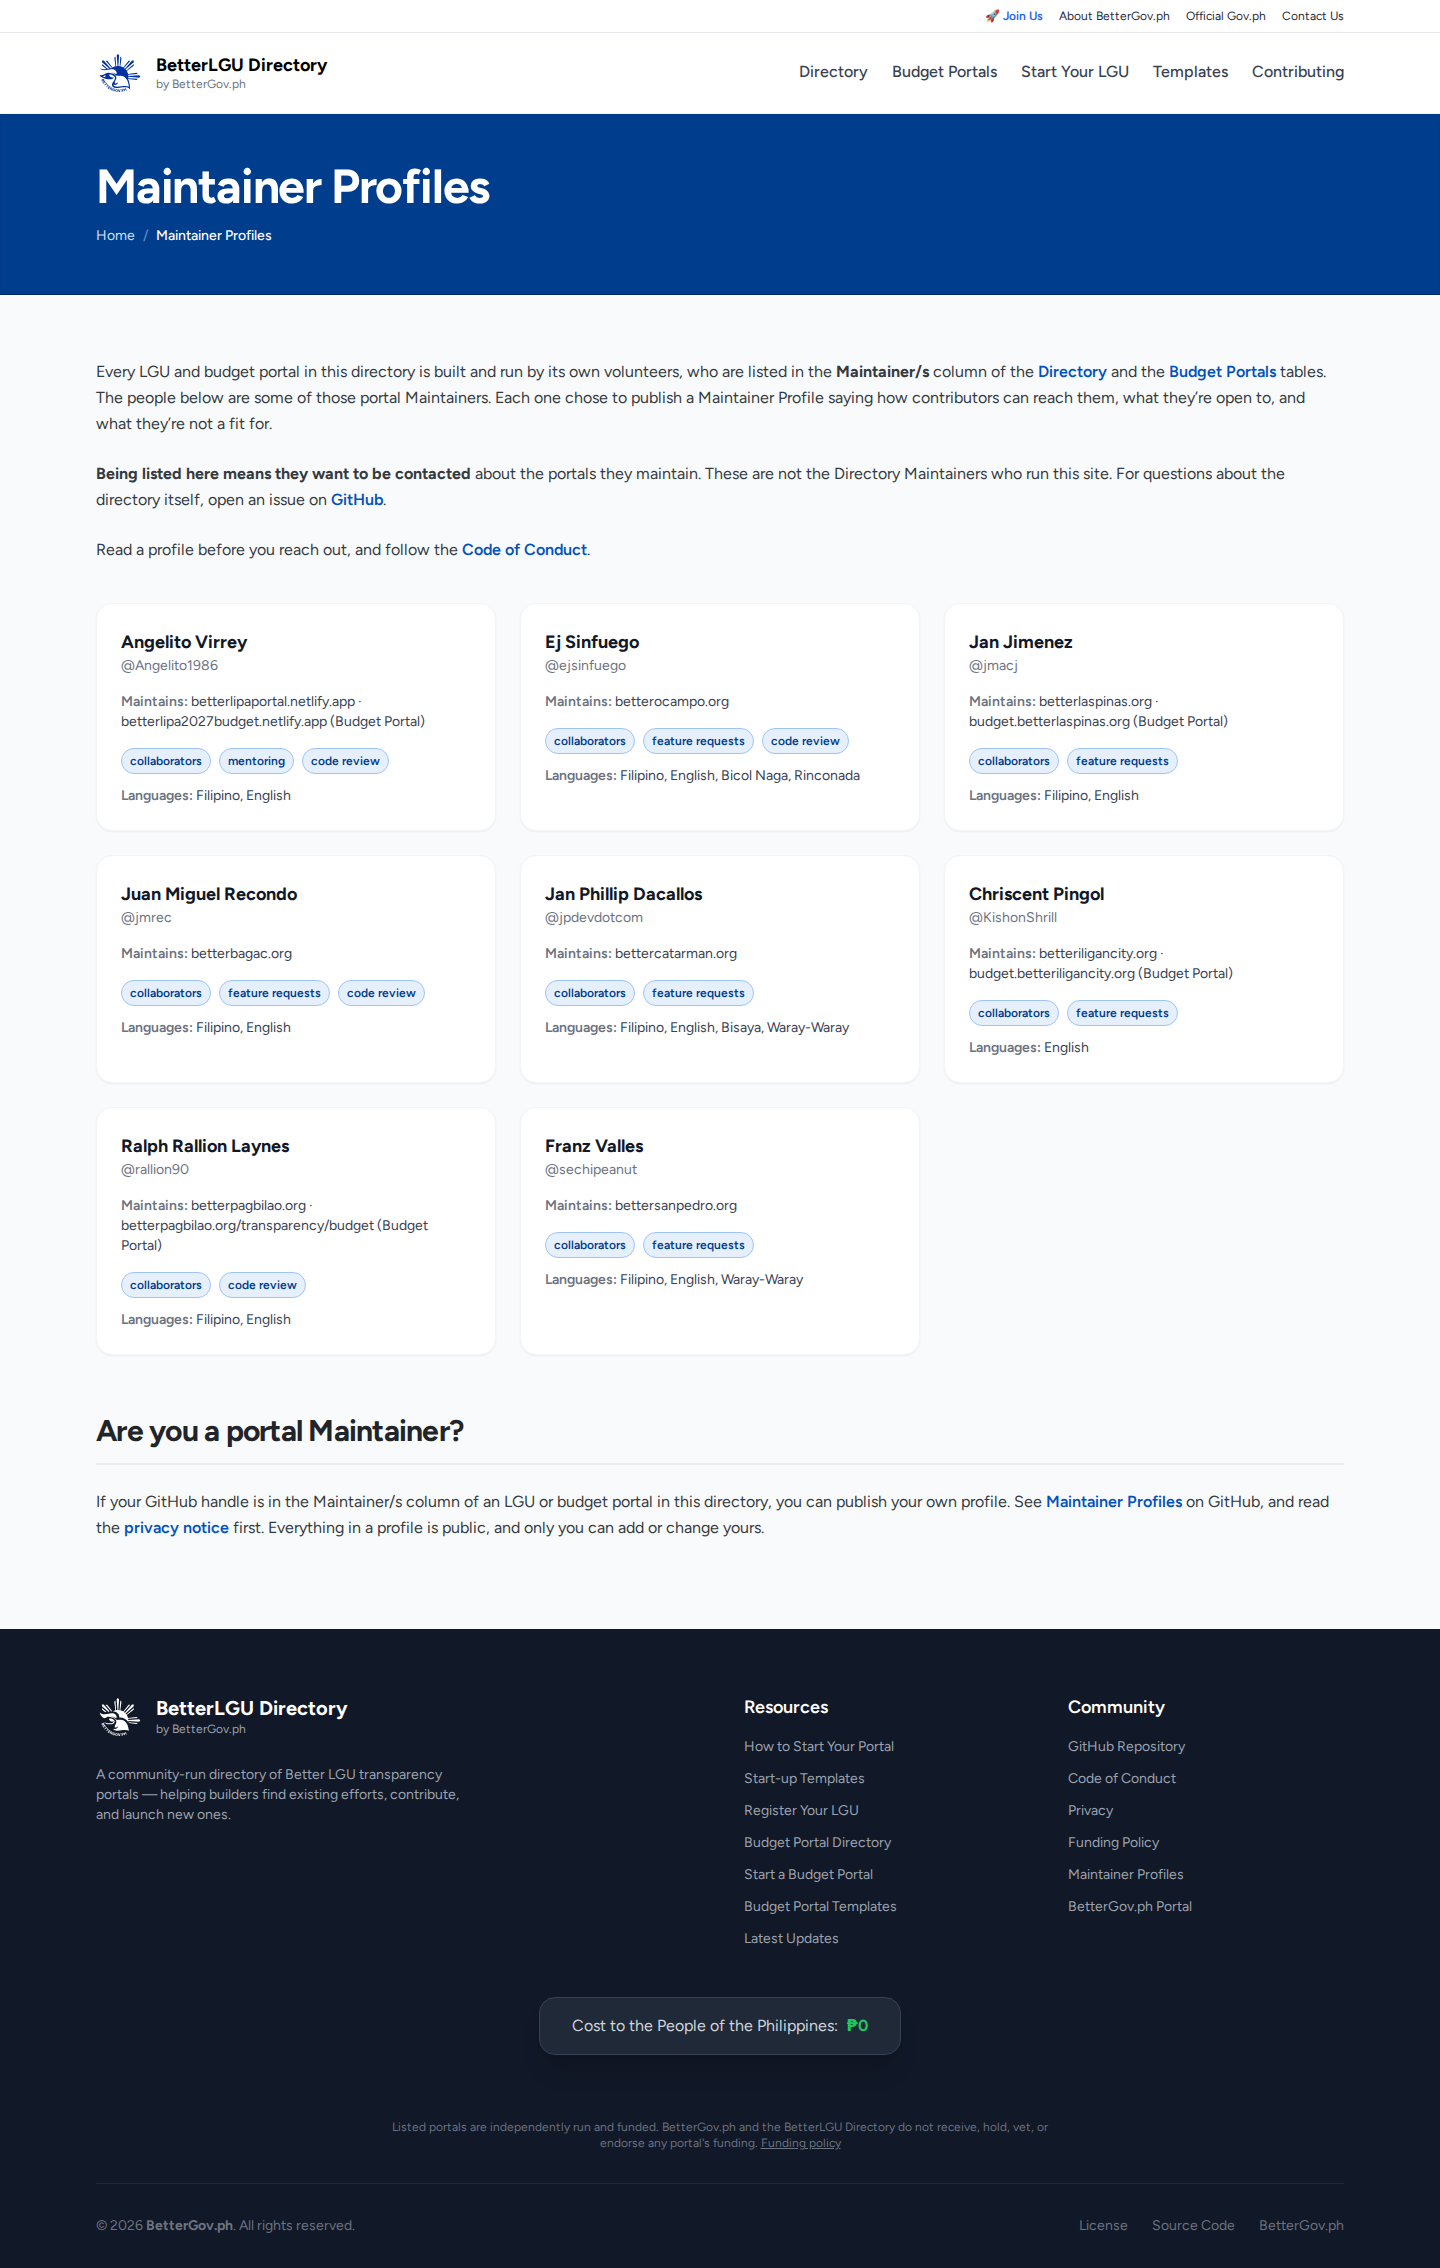 🚀 Join Us About BetterGov.ph Official Gov.ph Contact Us
BetterLGU Directory
by BetterGov.ph
Directory Budget Portals Start Your LGU Templates Contributing
Maintainer Profiles
Home / Maintainer Profiles
Every LGU and budget portal in this directory is built and run by its own volunteers, who are listed in the Maintainer/s column of the Directory and the Budget Portals tables.
The people below are some of those portal Maintainers. Each one chose to publish a Maintainer Profile saying how contributors can reach them, what they’re open to, and
what they’re not a fit for.
Being listed here means they want to be contacted about the portals they maintain. These are not the Directory Maintainers who run this site. For questions about the
directory itself, open an issue on GitHub.
Read a profile before you reach out, and follow the Code of Conduct.
Angelito Virrey
@Angelito1986
Maintains: betterlipaportal.netlify.app ·
betterlipa2027budget.netlify.app (Budget Portal)
collaborators mentoring code review
Languages: Filipino, English
Ej Sinfuego
@ejsinfuego
Maintains: betterocampo.org
collaborators feature requests code review
Languages: Filipino, English, Bicol Naga, Rinconada
Jan Jimenez
@jmacj
Maintains: betterlaspinas.org ·
budget.betterlaspinas.org (Budget Portal)
collaborators feature requests
Languages: Filipino, English
Juan Miguel Recondo
@jmrec
Maintains: betterbagac.org
collaborators feature requests code review
Languages: Filipino, English
Jan Phillip Dacallos
@jpdevdotcom
Maintains: bettercatarman.org
collaborators feature requests
Languages: Filipino, English, Bisaya, Waray-Waray
Chriscent Pingol
@KishonShrill
Maintains: betteriligancity.org ·
budget.betteriligancity.org (Budget Portal)
collaborators feature requests
Languages: English
Ralph Rallion Laynes
@rallion90
Maintains: betterpagbilao.org ·
betterpagbilao.org/transparency/budget (Budget
Portal)
collaborators code review
Languages: Filipino, English
Franz Valles
@sechipeanut
Maintains: bettersanpedro.org
collaborators feature requests
Languages: Filipino, English, Waray-Waray
Are you a portal Maintainer?
If your GitHub handle is in the Maintainer/s column of an LGU or budget portal in this directory, you can publish your own profile. See Maintainer Profiles on GitHub, and read
the privacy notice first. Everything in a profile is public, and only you can add or change yours.
BetterLGU Directory
by BetterGov.ph
A community-run directory of Better LGU transparency
portals — helping builders find existing efforts, contribute,
and launch new ones.
Resources
How to Start Your Portal
Start-up Templates
Register Your LGU
Budget Portal Directory
Start a Budget Portal
Budget Portal Templates
Latest Updates
Community
GitHub Repository
Code of Conduct
Privacy
Funding Policy
Maintainer Profiles
BetterGov.ph Portal
Cost to the People of the Philippines: ₱0
Listed portals are independently run and funded. BetterGov.ph and the BetterLGU Directory do not receive, hold, vet, or
endorse any portal's funding. Funding policy
© 2026 BetterGov.ph. All rights reserved.
License Source Code BetterGov.ph